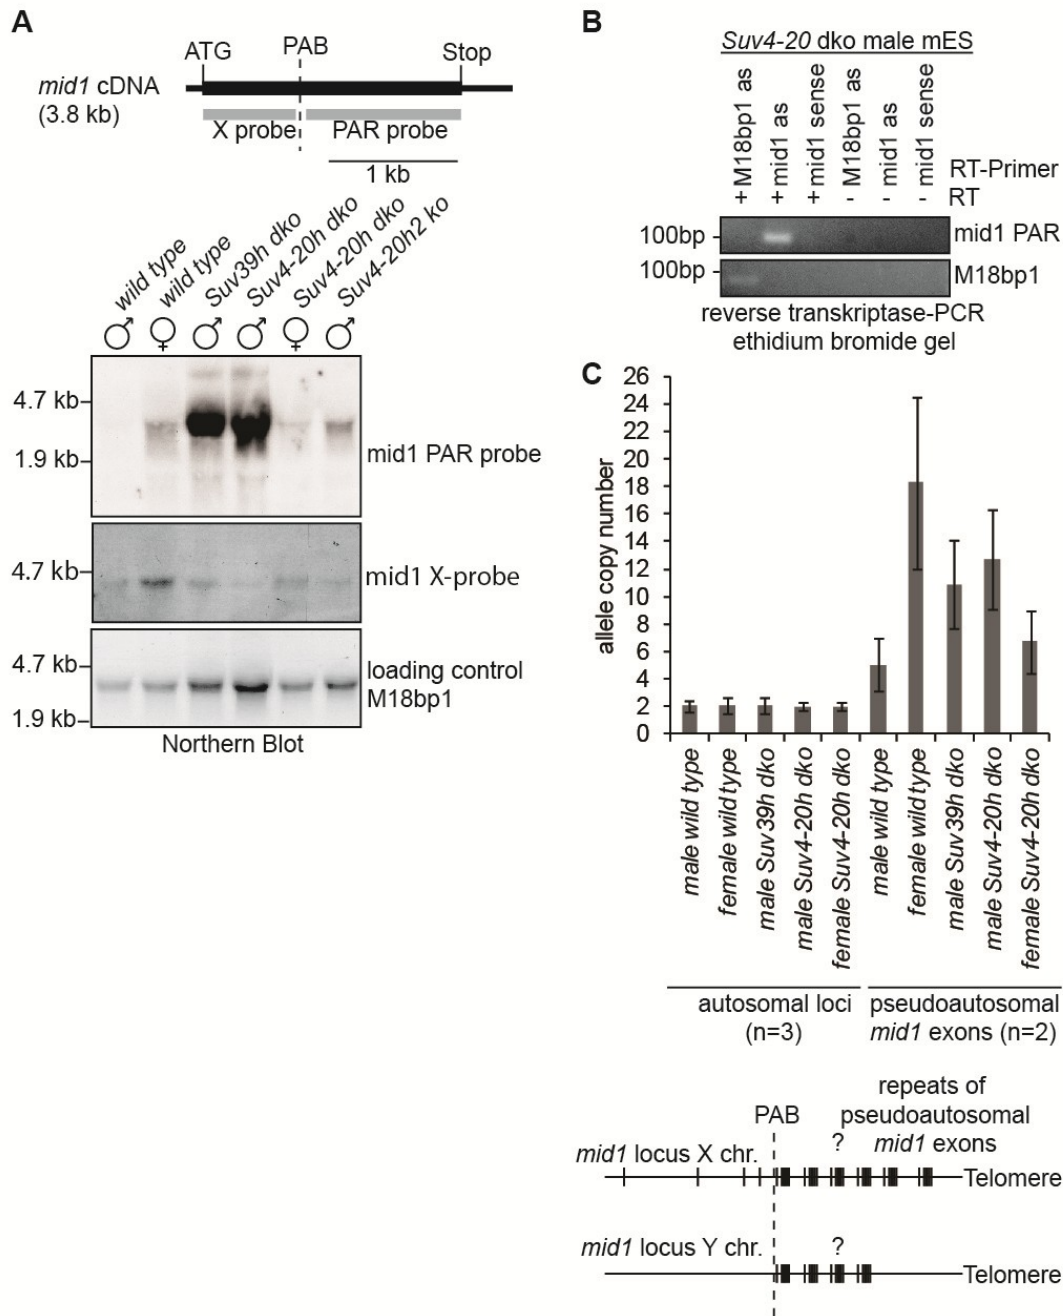 A
ATG
PAB
Stop
mid1 cDNA
(3.8 kb)
X probe
PAR probe
1 kb
wild type
wild type
Suv39h dko
Suv4-20h dko
Suv4-20h dko
Suv4-20h2 ko
♂ ♀ ♂ ♂ ♀ ♂
4.7 kb
1.9 kb
mid1 PAR probe
4.7 kb
mid1 X-probe
4.7 kb
1.9 kb
loading control
M18bp1
Northern Blot
B
Suv4-20 dko male mES
M18bp1 as
mid1 as
mid1 sense
M18bp1 as
mid1 as
mid1 sense
RT-Primer
+ + + - - - RT
100bp
mid1 PAR
100bp
M18bp1
reverse transkriptase-PCR
ethidium bromide gel
C
allele copy number
26
24
22
20
18
16
14
12
10
8
6
4
2
0
male wild type
female wild type
male Suv39h dko
male Suv4-20h dko
female Suv4-20h dko
male wild type
female wild type
male Suv39h dko
male Suv4-20h dko
female Suv4-20h dko
autosomal loci
(n=3)
pseudoautosomal
mid1 exons (n=2)
repeats of
pseudoautosomal
mid1 exons
PAB
?
mid1 locus X chr.
Telomere
?
mid1 locus Y chr.
Telomere